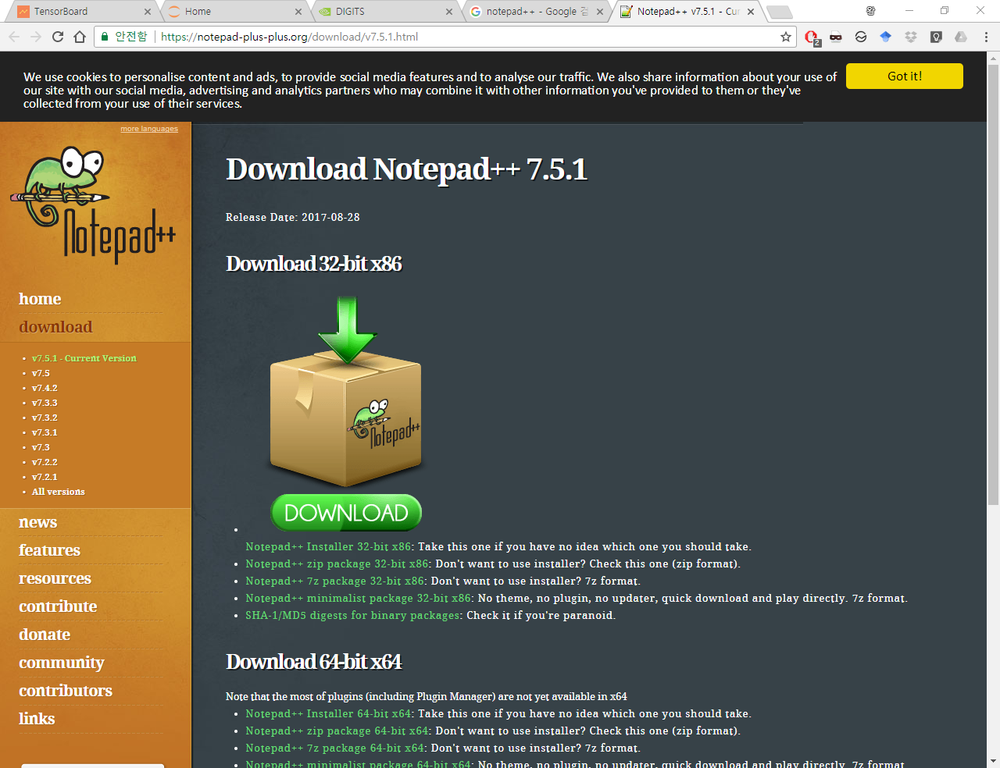 TensorBoard
Home
DIGITS
notepad++ - Google
Notepad++ v7.5.1 - Cur
안전함
https://notepad-plus-plus.org/download/v7.5.1.html
2
We use cookies to personalise content and ads, to provide social media features and to analyse our traffic. We also share information about your use of
our site with our social media, advertising and analytics partners who may combine it with other information you've provided to them or they've
collected from your use of their services.
Got it!
more languages
Notepad++
home
download
v7.5.1 - Current Version
v7.5
v7.4.2
v7.3.3
v7.3.2
v7.3.1
v7.3
v7.2.2
v7.2.1
All versions
news
features
resources
contribute
donate
community
contributors
links
Download Notepad++ 7.5.1
Release Date: 2017-08-28
Download 32-bit x86
Notepad++
DOWNLOAD
Notepad++ Installer 32-bit x86: Take this one if you have no idea which one you should take.
Notepad++ zip package 32-bit x86: Don't want to use installer? Check this one (zip format).
Notepad++ 7z package 32-bit x86: Don't want to use installer? 7z format.
Notepad++ minimalist package 32-bit x86: No theme, no plugin, no updater, quick download and play directly. 7z format.
SHA-1/MD5 digests for binary packages: Check it if you're paranoid.
Download 64-bit x64
Note that the most of plugins (including Plugin Manager) are not yet available in x64
Notepad++ Installer 64-bit x64: Take this one if you have no idea which one you should take.
Notepad++ zip package 64-bit x64: Don't want to use installer? Check this one (zip format).
Notepad++ 7z package 64-bit x64: Don't want to use installer? 7z format.
Notepad++ minimalist package 64-bit x64: No theme, no plugin, no updater, quick download and play directly. 7z format